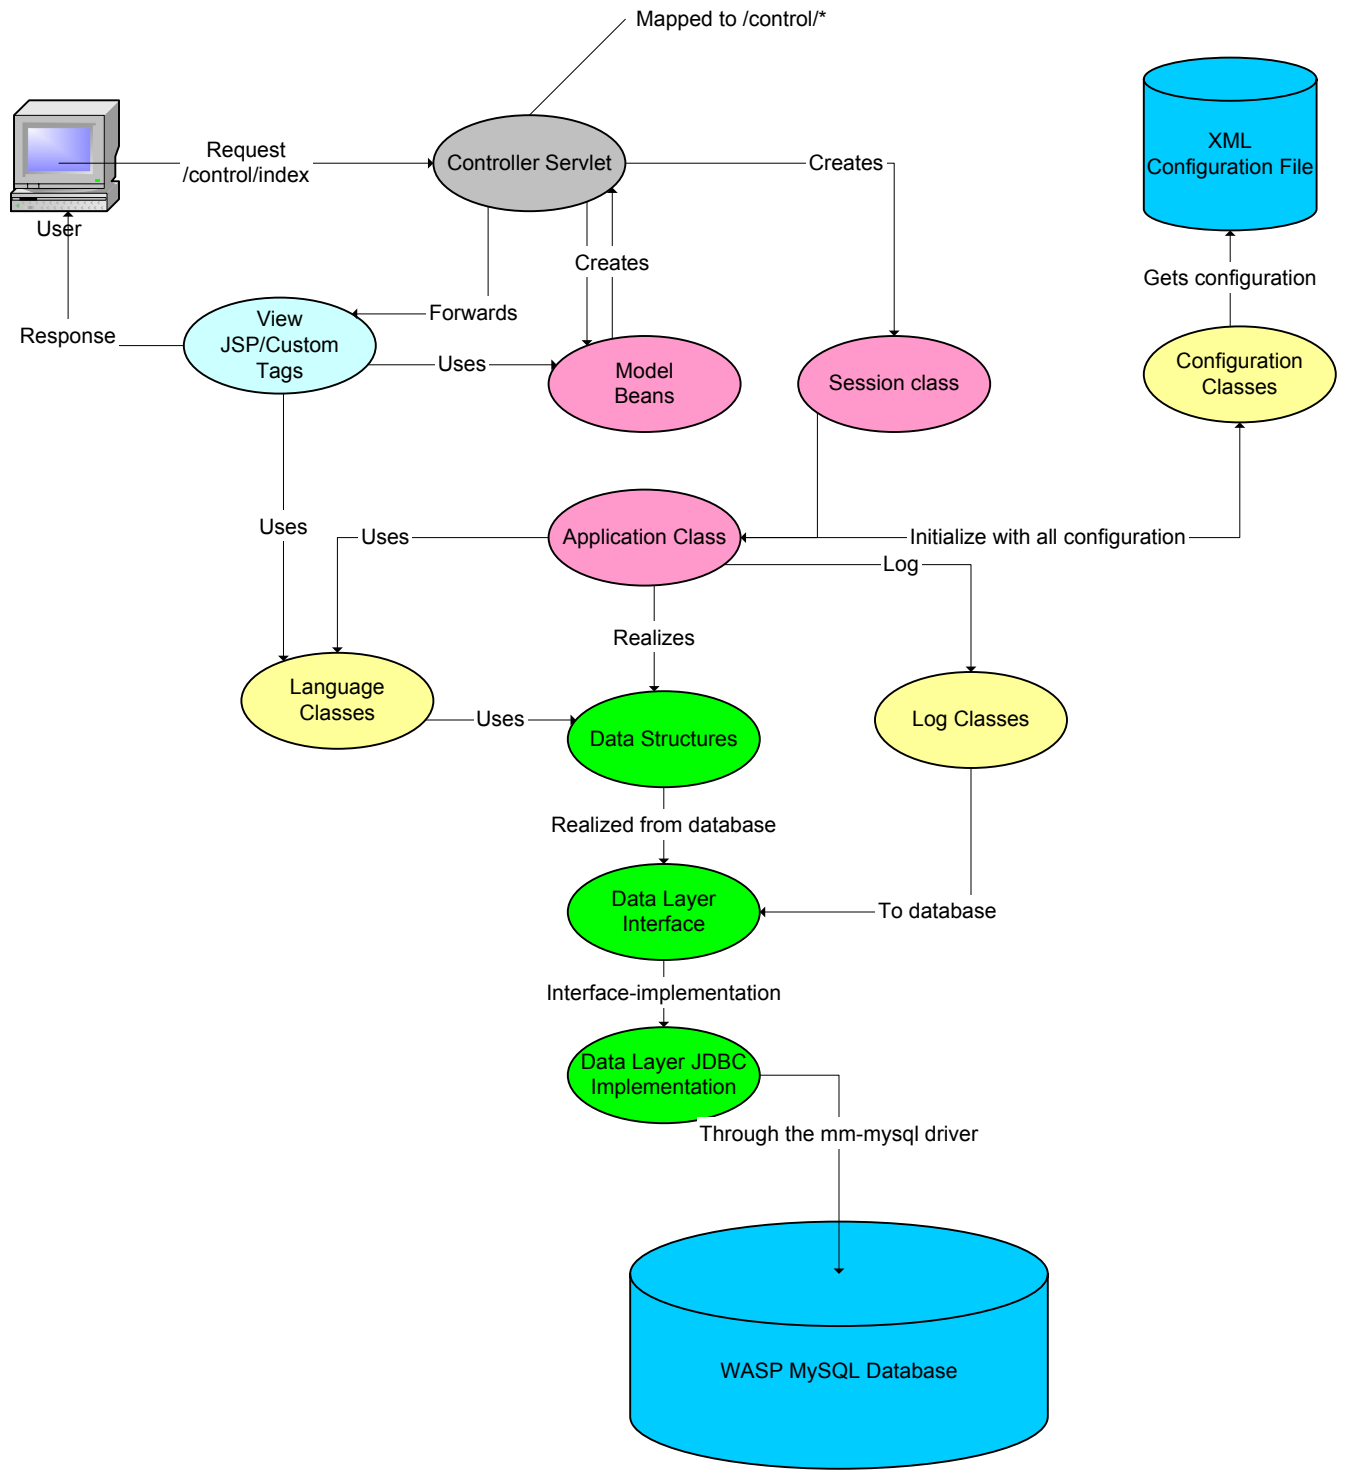 Mapped to /control/*
XML
Configuration File
Request
/control/index
Controller Servlet
Creates
User
Creates
Gets configuration
View
JSP/Custom
Tags
Forwards
Response
Uses
Model
Beans
Session class
Configuration
Classes
Uses
Uses
Application Class
Initialize with all configuration
Log
Realizes
Language
Classes
Uses
Data Structures
Log Classes
Realized from database
Data Layer
Interface
To database
Interface-implementation
Data Layer JDBC
Implementation
Through the mm-mysql driver
WASP MySQL Database